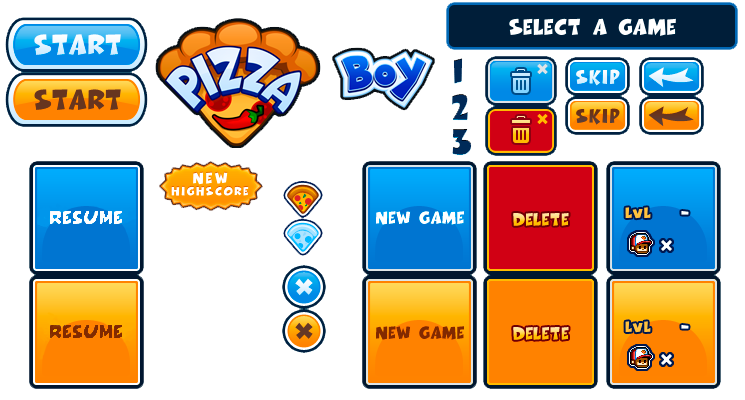 START
START
PIZZA
BOY
SELECT A GAME
1
2
3
SKIP
SKIP
RESUME
NEW
HIGHSCORE
NEW GAME
DELETE
LVL -
x
RESUME
NEW GAME
DELETE
LVL -
x